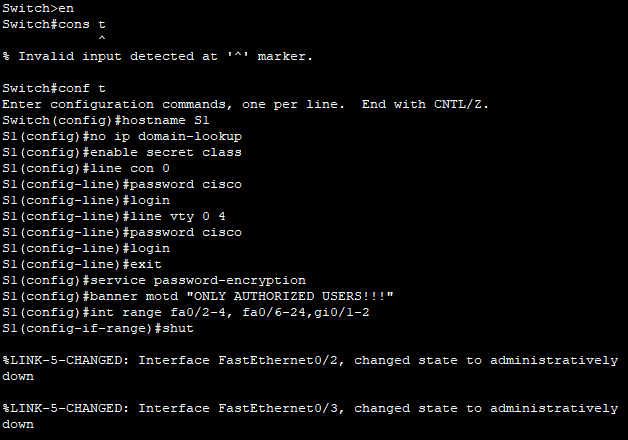 Switch>en
Switch#cons t
^
% Invalid input detected at '^' marker.
Switch#conf t
Enter configuration commands, one per line.  End with CNTL/Z.
Switch(config)#hostname S1
S1(config)#no ip domain-lookup
S1(config)#enable secret class
S1(config)#line con 0
S1(config-line)#password cisco
S1(config-line)#login
S1(config-line)#line vty 0 4
S1(config-line)#password cisco
S1(config-line)#login
S1(config-line)#exit
S1(config)#service password-encryption
S1(config)#banner motd "ONLY AUTHORIZED USERS!!!"
S1(config)#int range fa0/2-4, fa0/6-24,gi0/1-2
S1(config-if-range)#shut
%LINK-5-CHANGED: Interface FastEthernet0/2, changed state to administratively
down
%LINK-5-CHANGED: Interface FastEthernet0/3, changed state to administratively
down